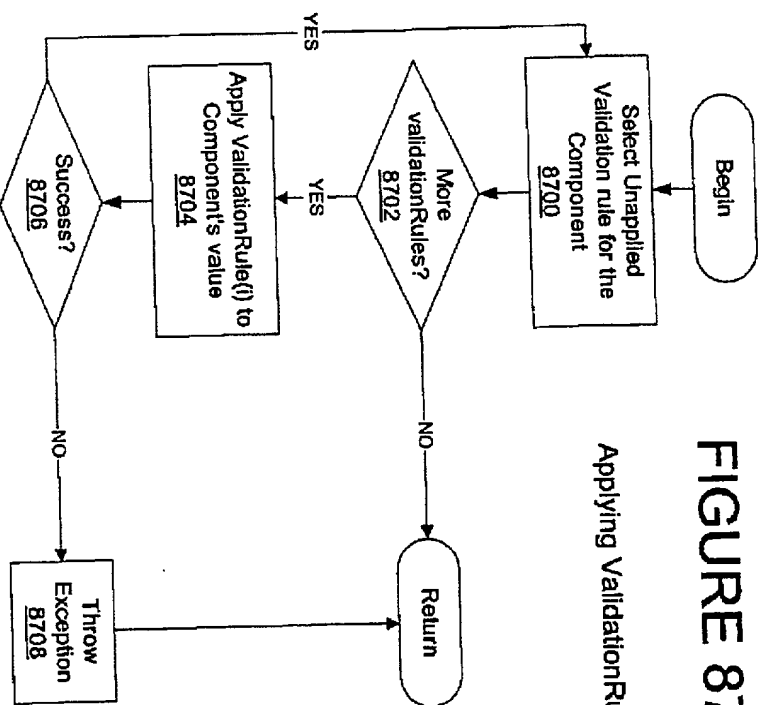 FIGURE 87
Applying ValidationRu
Begin
Select Unapplied
Validation rule for the
Component
8700
More
validationRules?
8702
NO
Return
YES
Apply ValidationRule(i) to
Component's value
8704
Success?
8706
YES
NO
Throw
Exception
8708